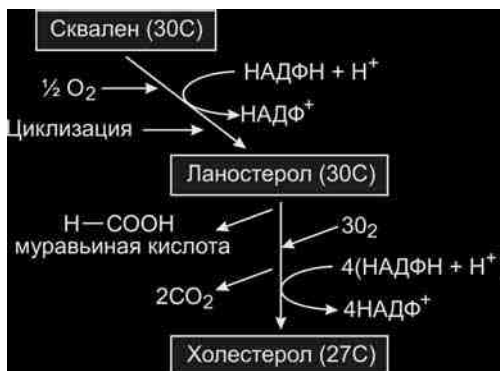 Сквален (30С)
½ O₂
НАДФН + Н⁺
НАДФ⁺
Циклизация
Ланостерол (30С)
Н—СООН
муравьиная кислота
3O₂
4(НАДФН + Н⁺
2CO₂
4НАДФ⁺
Холестерол (27С)